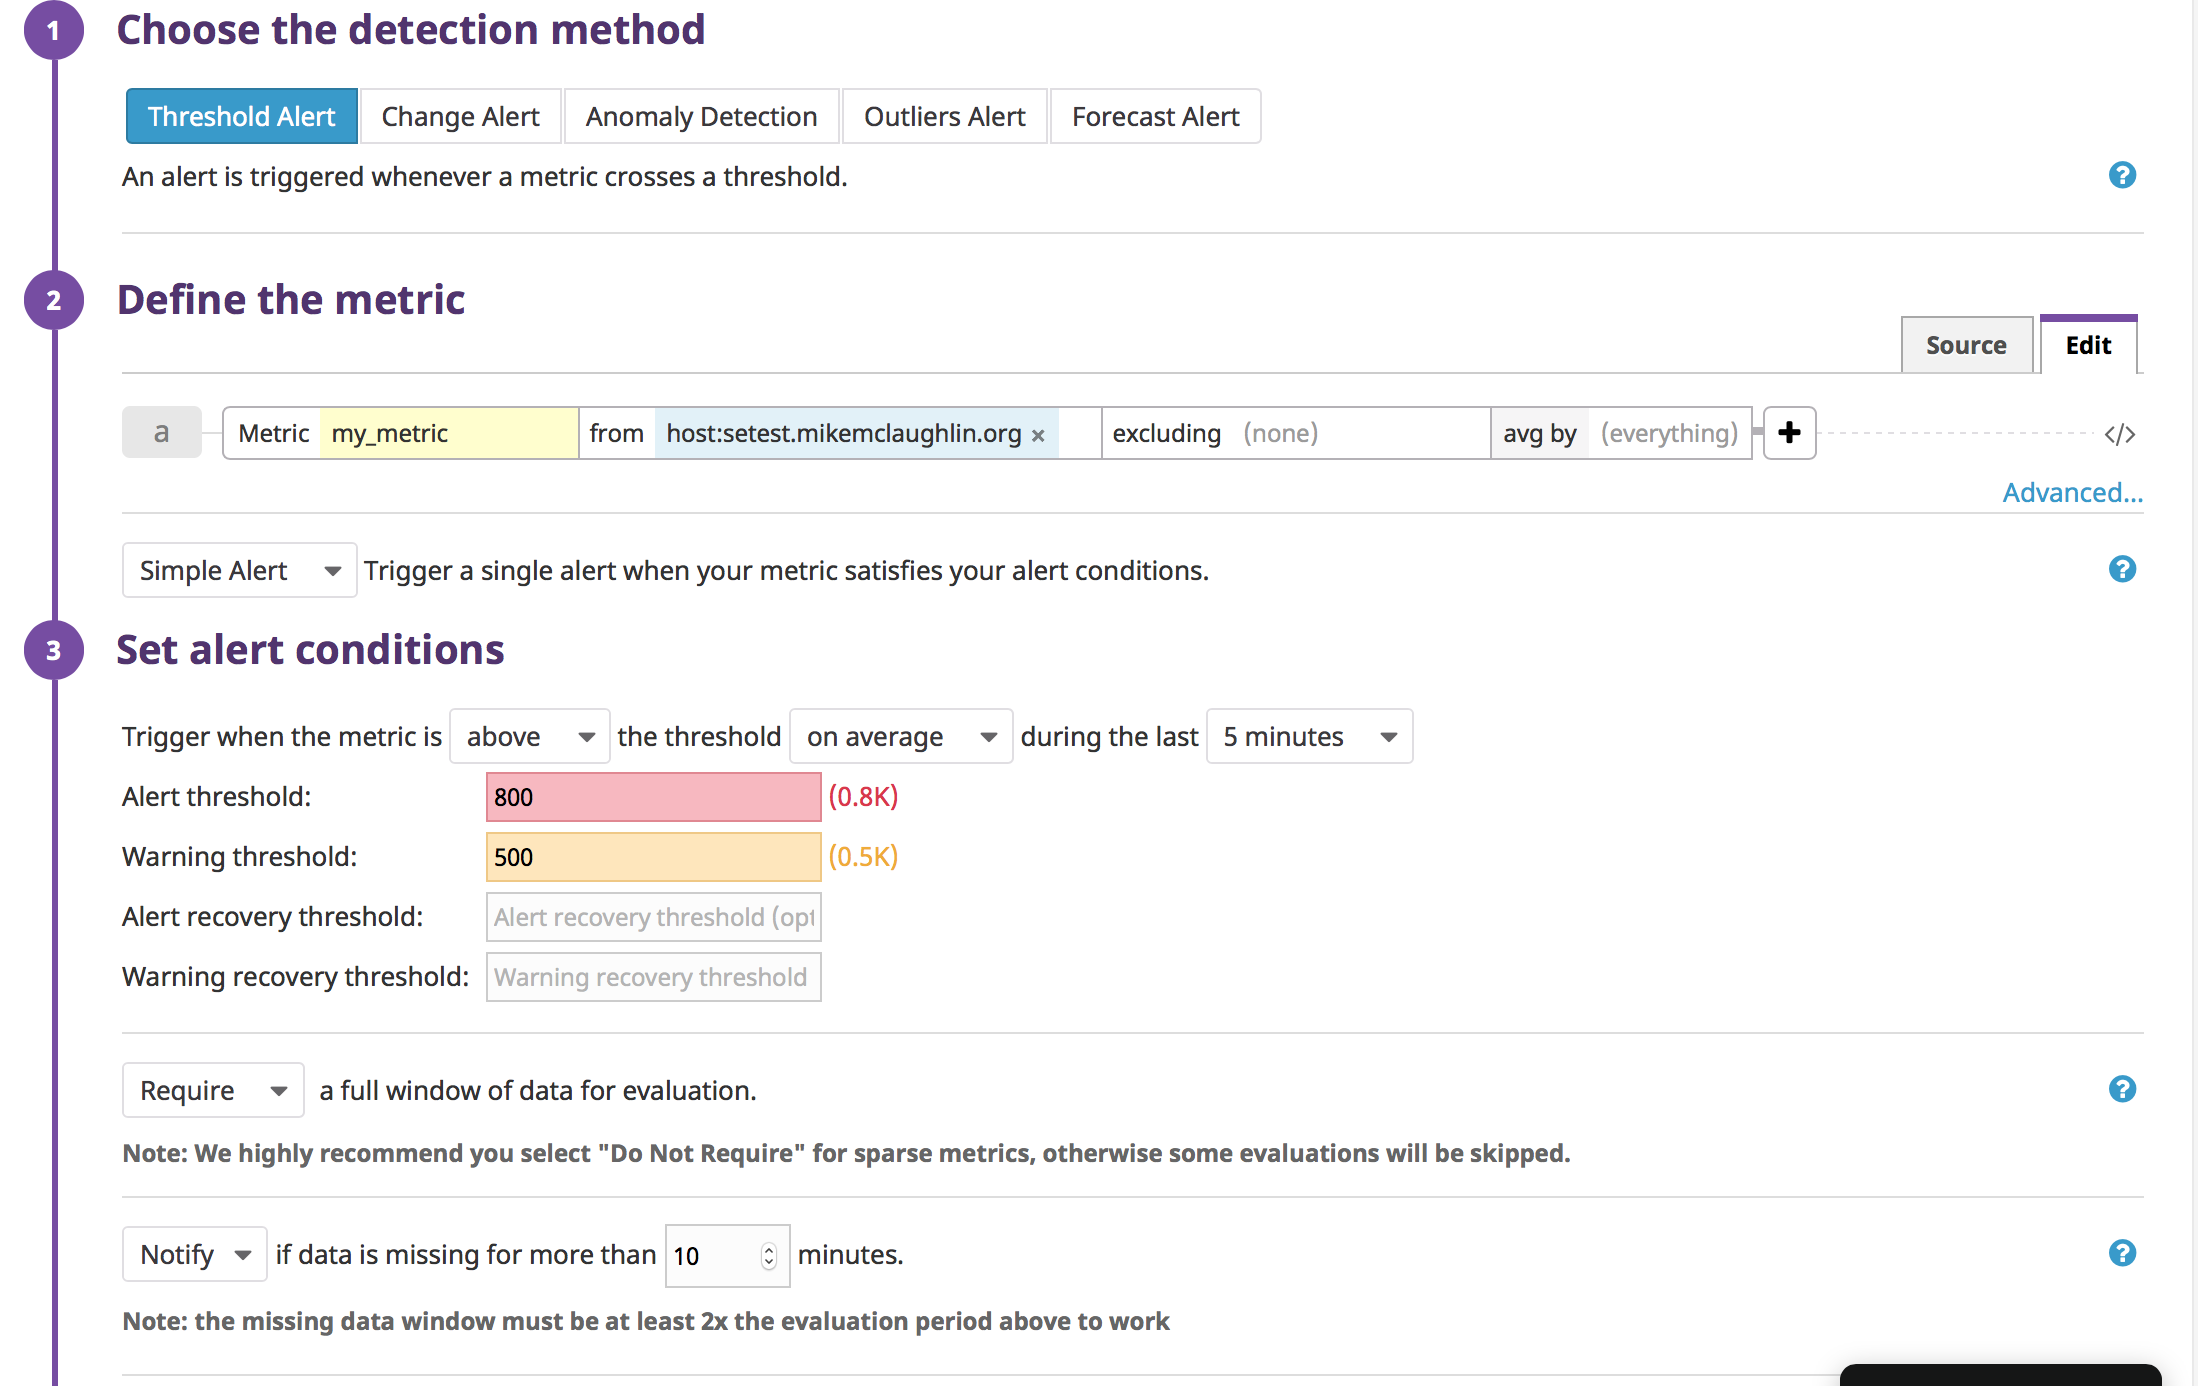 1 Choose the detection method
Threshold Alert Change Alert Anomaly Detection Outliers Alert Forecast Alert
An alert is triggered whenever a metric crosses a threshold. ?
2 Define the metric
Source Edit
a Metric my_metric from host:setest.mikemclaughlin.org × excluding (none) avg by (everything) + </>
Advanced...
Simple Alert Trigger a single alert when your metric satisfies your alert conditions. ?
3 Set alert conditions
Trigger when the metric is above the threshold on average during the last 5 minutes
Alert threshold: 800 (0.8K)
Warning threshold: 500 (0.5K)
Alert recovery threshold: Alert recovery threshold (opt
Warning recovery threshold: Warning recovery threshold
Require a full window of data for evaluation. ?
Note: We highly recommend you select "Do Not Require" for sparse metrics, otherwise some evaluations will be skipped.
Notify if data is missing for more than 10 minutes. ?
Note: the missing data window must be at least 2x the evaluation period above to work